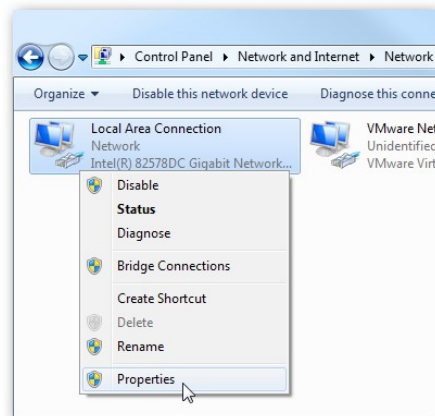 Control Panel ▸ Network and Internet ▸ Network
Organize ▾ Disable this network device Diagnose this conne
Local Area Connection
Network
Intel(R) 82578DC Gigabit Network...
VMware Net
Unidentified
VMware Virt
Disable
Status
Diagnose
Bridge Connections
Create Shortcut
Delete
Rename
Properties